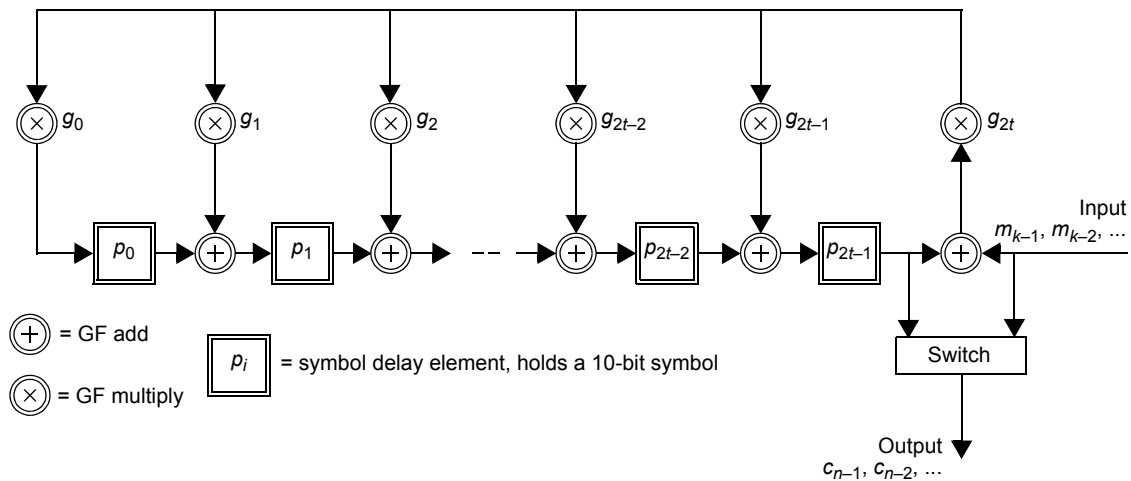 g0 g1 g2 g2t–2 g2t–1 g2t
Input
mk–1, mk–2, ...
p0 p1 -- p2t–2 p2t–1
= GF add
pi = symbol delay element, holds a 10-bit symbol
Switch
= GF multiply
Output
cn–1, cn–2, ...